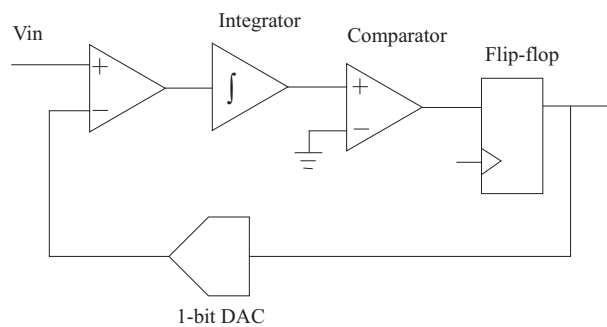 Integrator
Vin
Comparator
Flip-flop
+
−
∫
+
−
1-bit DAC